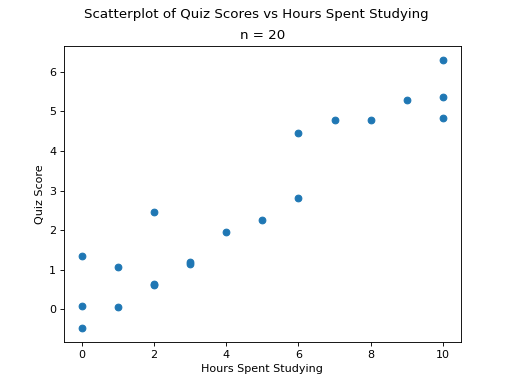 Scatterplot of Quiz Scores vs Hours Spent Studying
n = 20
6
5
4
3
2
1
0
Quiz Score
0 2 4 6 8 10
Hours Spent Studying